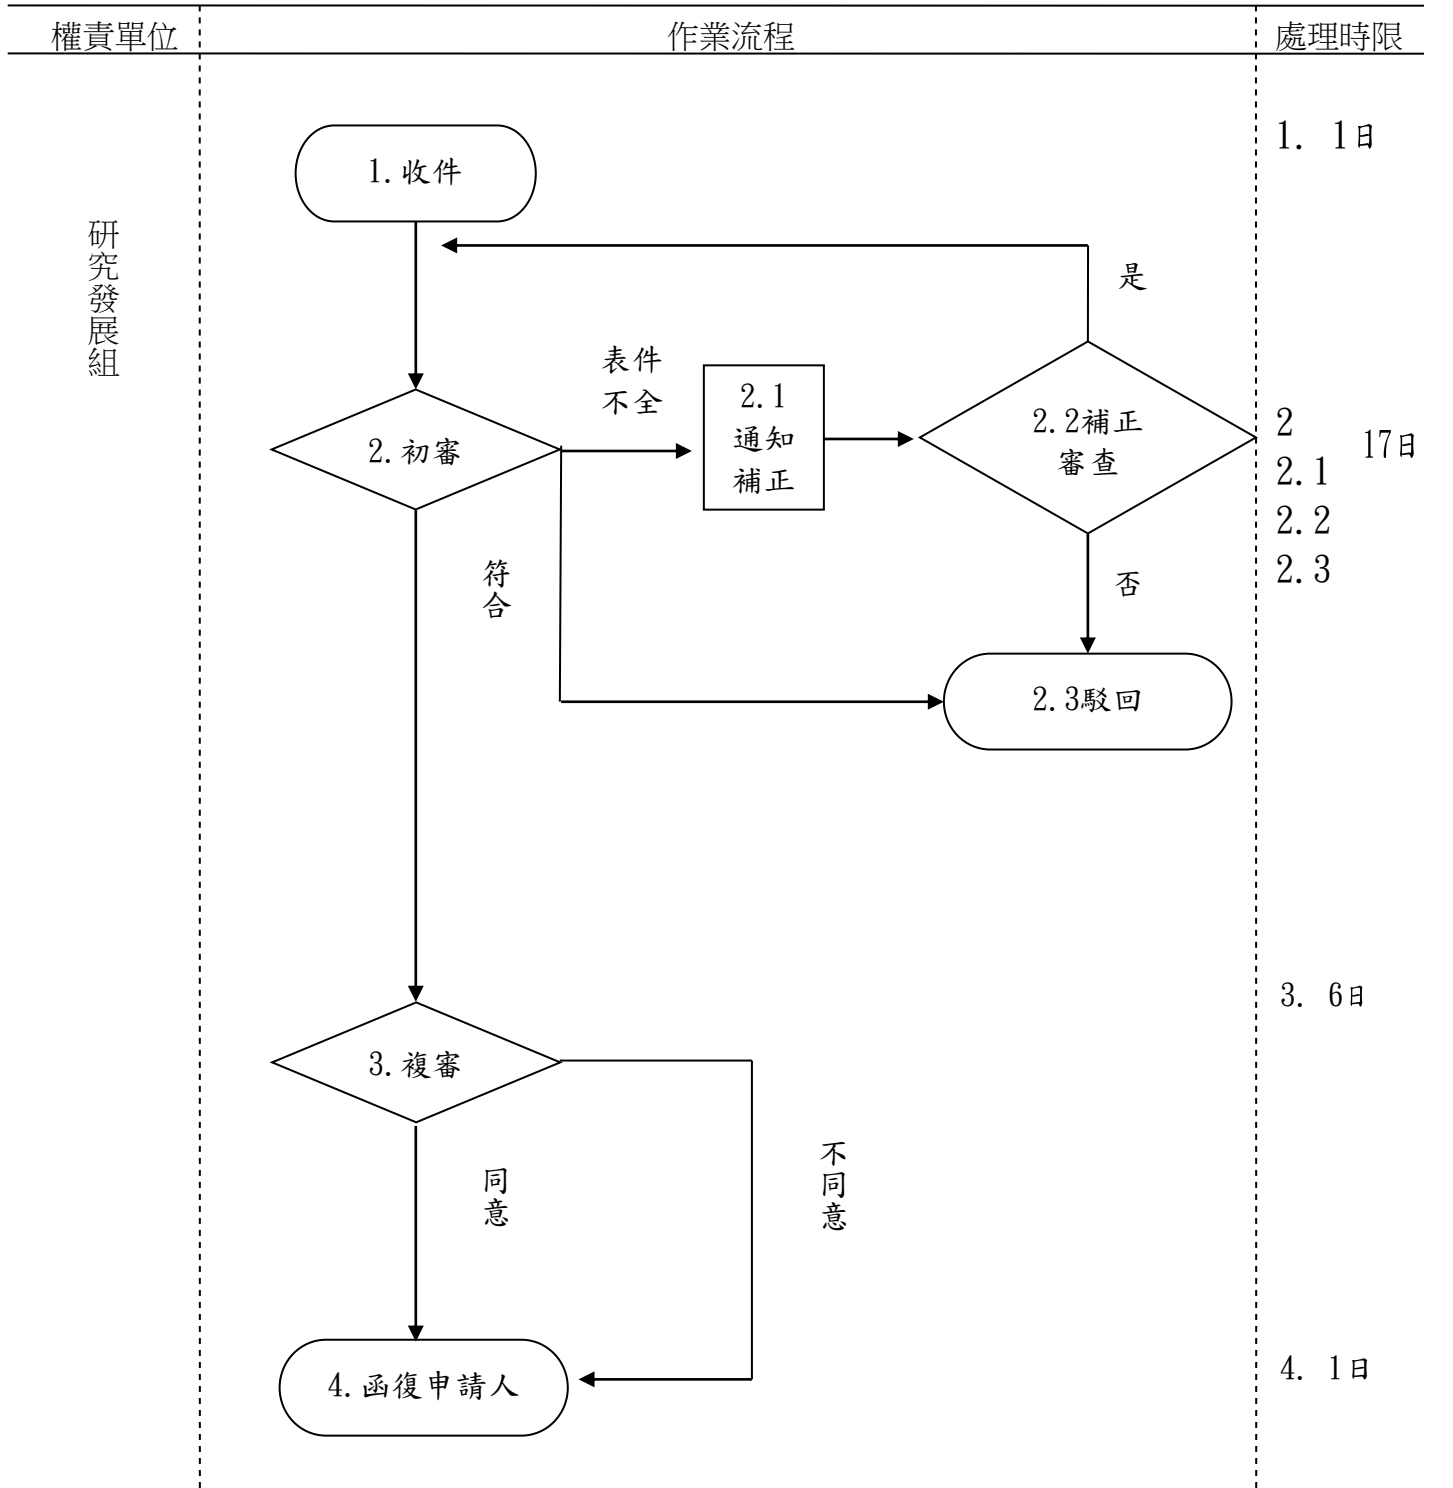 權責單位
作業流程
處理時限
研究發展組
1.收件
1. 1日
是
表件
不全
2.1
通知
補正
2.2補正
審查
2.初審
2
17日
2.1
2.2
2.3
符合
否
2.3駁回
3. 6日
3.複審
同意
不同意
4.函復申請人
4. 1日